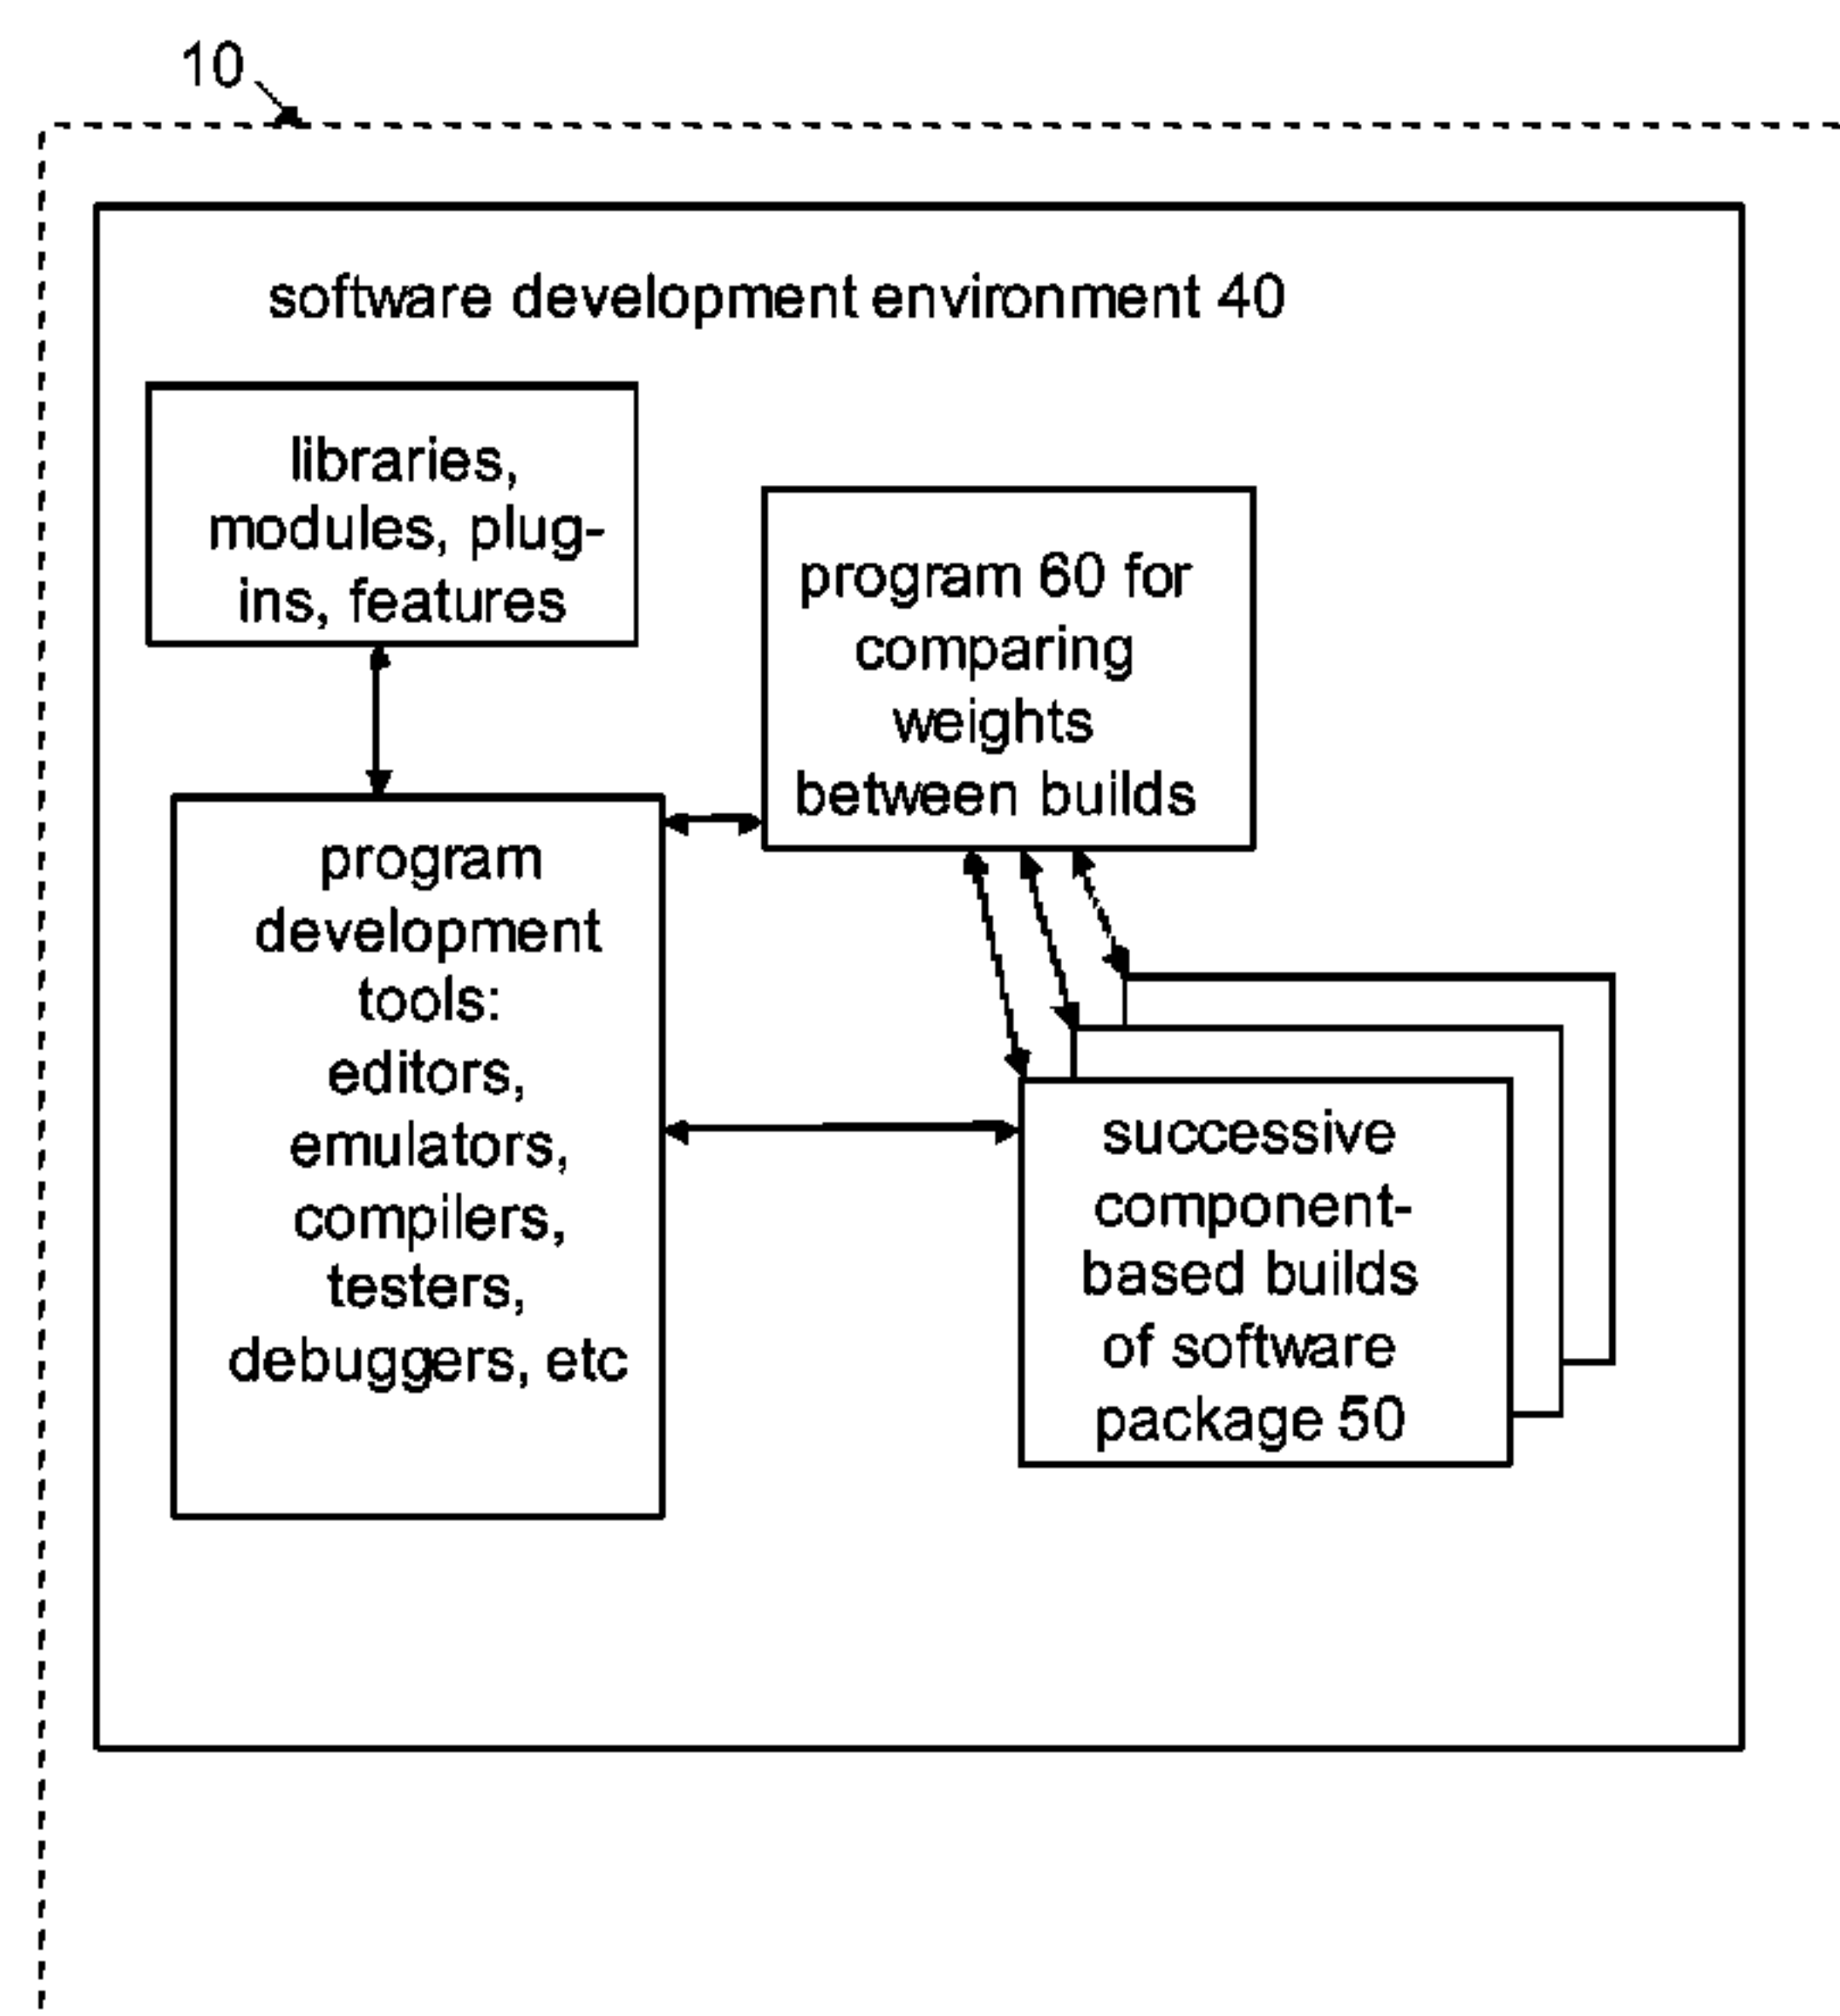 10
software development environment 40
libraries,
modules, plug-
ins, features
program 60 for
comparing
weights
between builds
program
development
tools:
editors,
emulators,
compilers,
testers,
debuggers, etc
successive
component-
based builds
of software
package 50